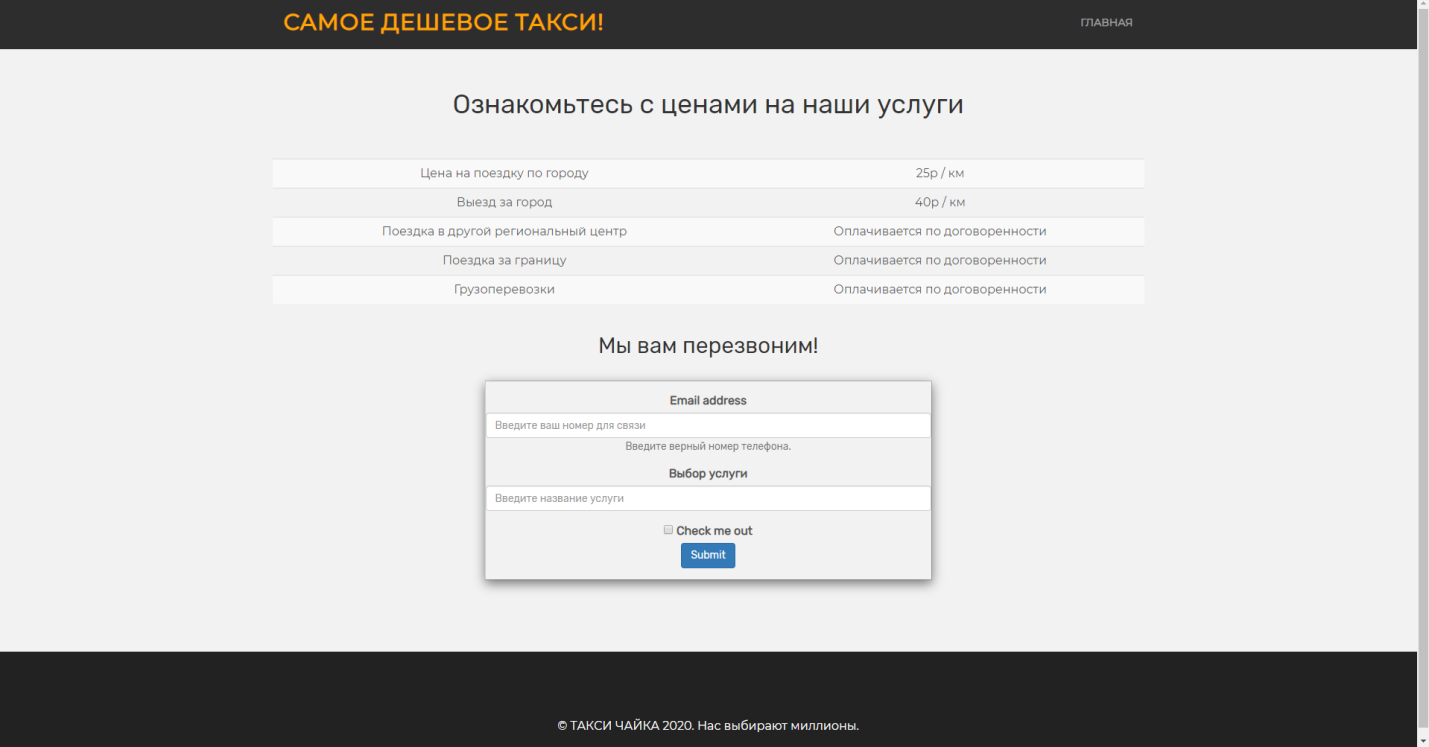 САМОЕ ДЕШЕВОЕ ТАКСИ!
ГЛАВНАЯ
Ознакомьтесь с ценами на наши услуги
Цена на поездку по городу 25р / км
Выезд за город 40р / км
Поездка в другой региональный центр Оплачивается по договоренности
Поездка за границу Оплачивается по договоренности
Грузоперевозки Оплачивается по договоренности
Мы вам перезвоним!
Email address
Введите ваш номер для связи
Введите верный номер телефона.
Выбор услуги
Введите название услуги
Check me out
Submit
© ТАКСИ ЧАЙКА 2020. Нас выбирают миллионы.